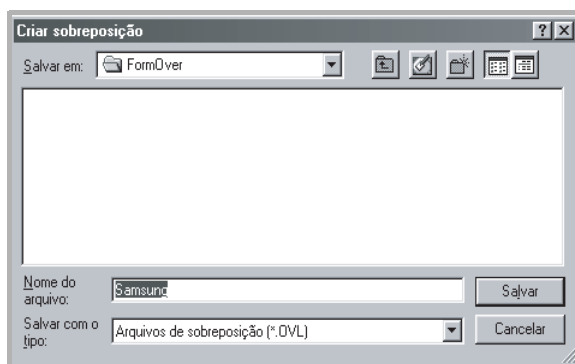 Criar sobreposição
Salvar em: FormOver
Nome do
arquivo: Samsung
Salvar
Salvar com o
tipo: Arquivos de sobreposição (*.OVL)
Cancelar